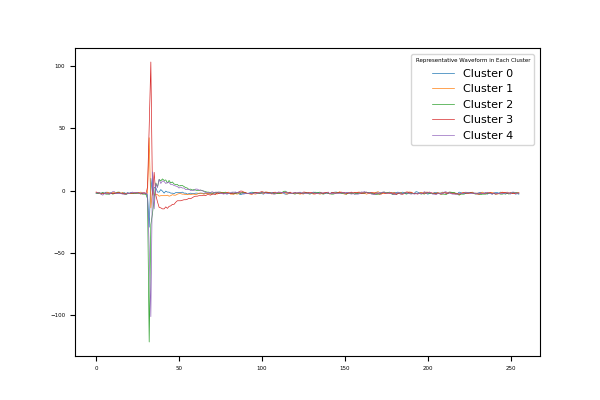 Representative Waveform in Each Cluster
Cluster 0
Cluster 1
Cluster 2
Cluster 3
Cluster 4
100
50
0
−50
−100
0
50
100
150
200
250